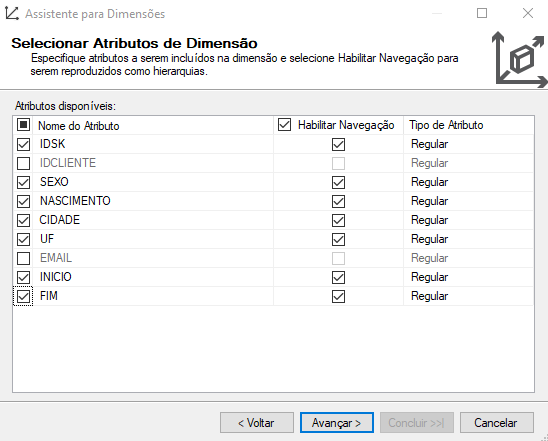 Assistente para Dimensões
Selecionar Atributos de Dimensão
Especifique atributos a serem incluídos na dimensão e selecione Habilitar Navegação para
serem reproduzidos como hierarquias.
Atributos disponíveis:
Nome do Atributo Habilitar Navegação Tipo de Atributo
IDSK Regular
IDCLIENTE Regular
SEXO Regular
NASCIMENTO Regular
CIDADE Regular
UF Regular
EMAIL Regular
INICIO Regular
FIM Regular
< Voltar Avançar > Concluir >>| Cancelar